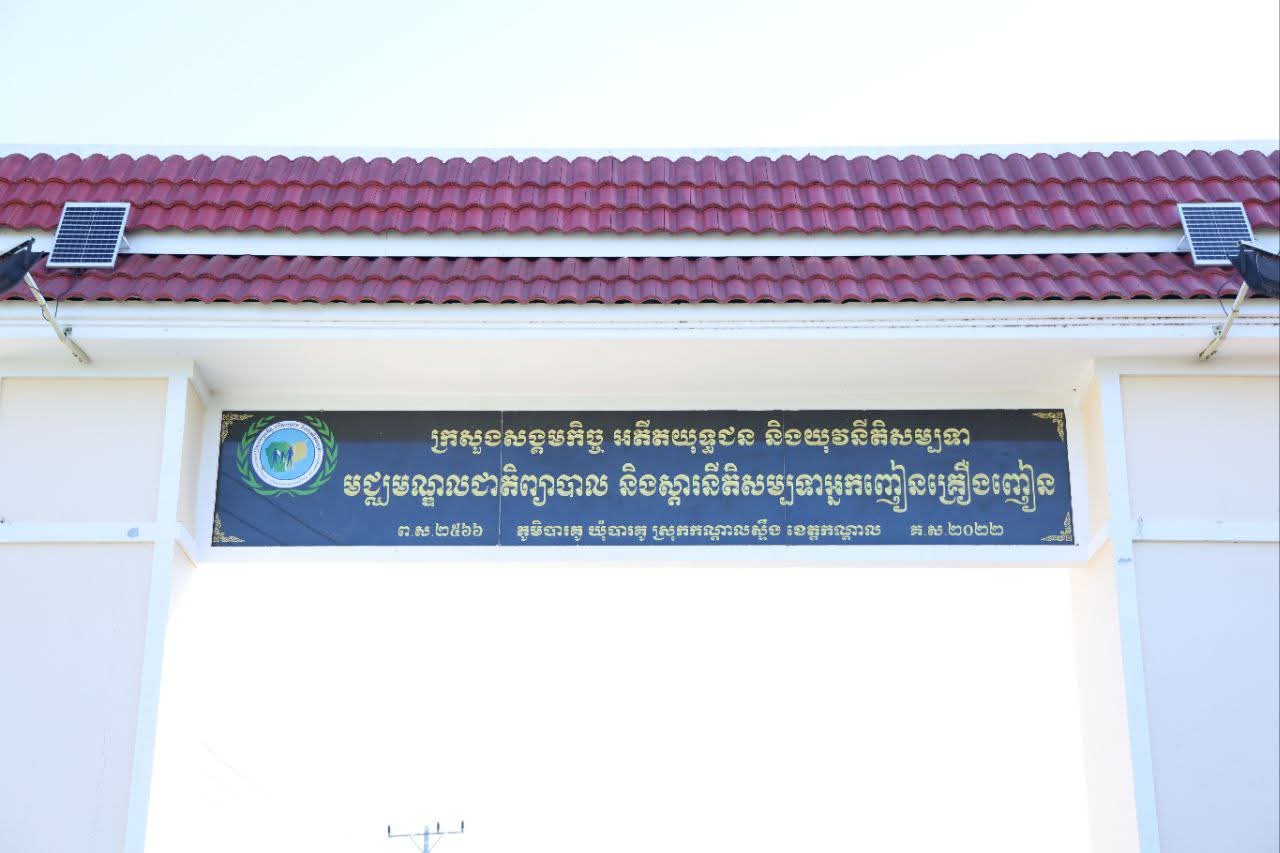 ក្រសួងសង្គមកិច្ច អតីតយុទ្ធជន និងយុវនីតិសម្បទា
មជ្ឈមណ្ឌលជាតិព្យាបាល និងស្តារនីតិសម្បទាអ្នកញៀនគ្រឿងញៀន
ព.ស.២៥៦៦ ភូមិបារគូ ឃុំបារគូ ស្រុកកណ្តាលស្ទឹង ខេត្តកណ្តាល គ.ស.២០២២